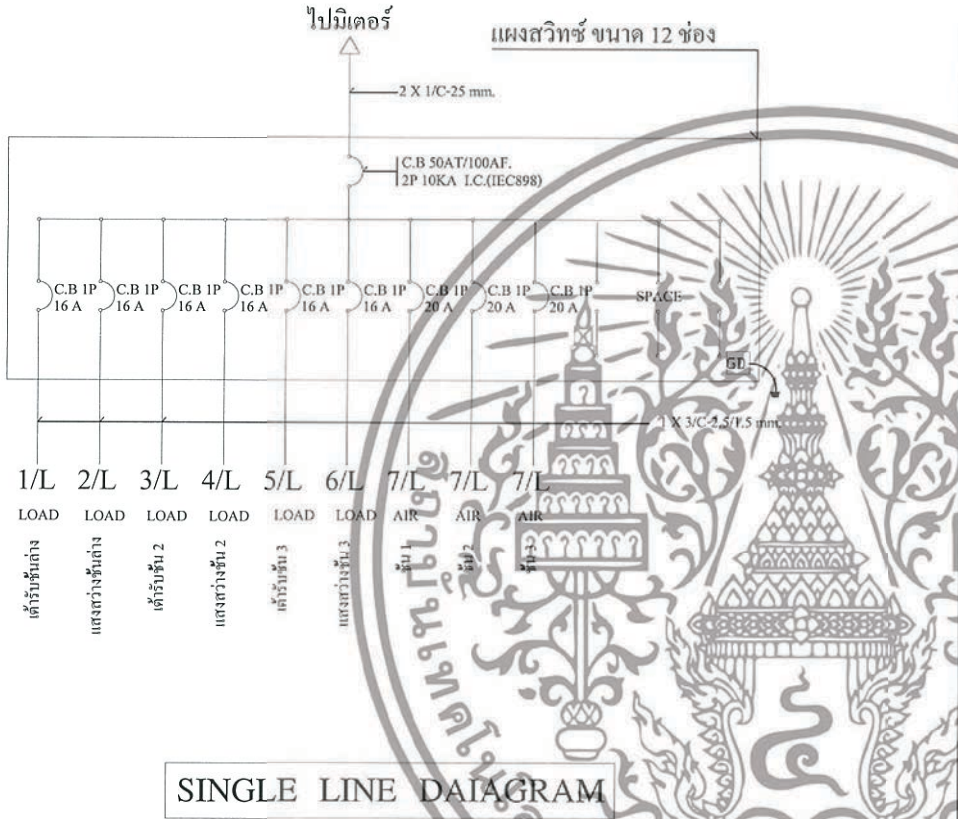 ไปมิเตอร์
แผงสวิทซ์ ขนาด 12 ช่อง
2 X 1/C-25 mm.
C.B 50AT/100AF.
2P 10KA I.C.(IEC898)
C.B 1P C.B 1P C.B 1P C.B 1P C.B 1P C.B 1P C.B 1P C.B 1P
16 A 16 A 16 A 16 A 16 A 16 A 20 A 20 A 20 A
C.B 1P
SPACE
GD
1 X 3/C-2.5/1.5 mm.
1/L 2/L 3/L 4/L 5/L 6/L 7/L 7/L 7/L
LOAD LOAD LOAD LOAD LOAD LOAD AIR AIR AIR
เต้ารับชั้นล่าง
แสงสว่างชั้นล่าง
เต้ารับชั้น 2
แสงสว่างชั้น 2
เต้ารับชั้น 3
แสงสว่างชั้น 3
ชั้น 1
ชั้น 2
ชั้น 3
SINGLE LINE DAIAGRAM